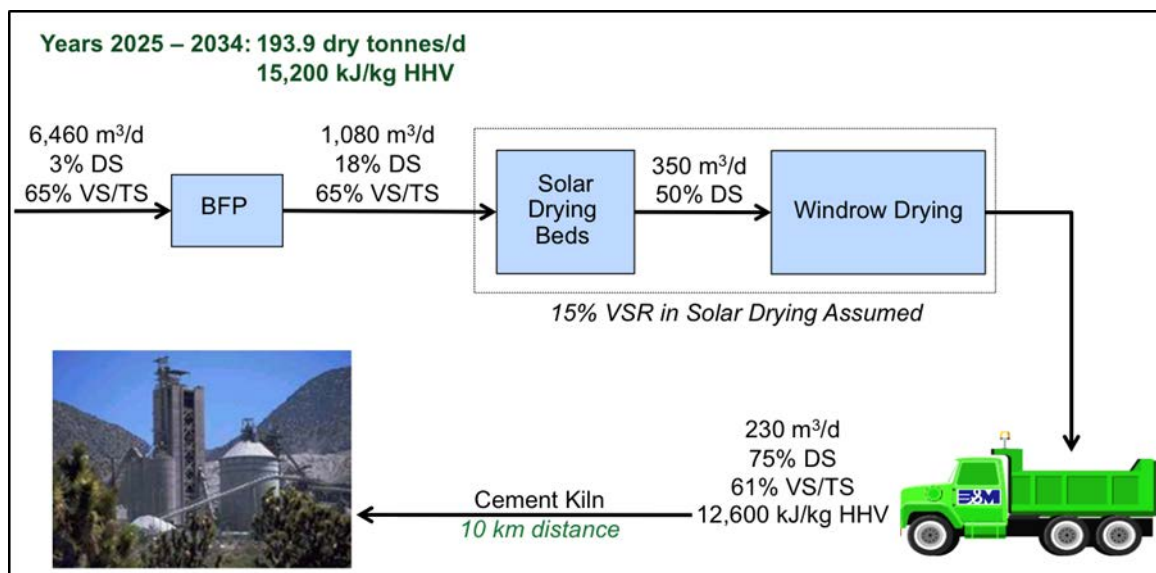 Years 2025 – 2034: 193.9 dry tonnes/d
15,200 kJ/kg HHV
6,460 m³/d
3% DS
65% VS/TS
BFP
1,080 m³/d
18% DS
65% VS/TS
Solar
Drying
Beds
350 m³/d
50% DS
Windrow Drying
15% VSR in Solar Drying Assumed
230 m³/d
75% DS
61% VS/TS
12,600 kJ/kg HHV
Cement Kiln
10 km distance